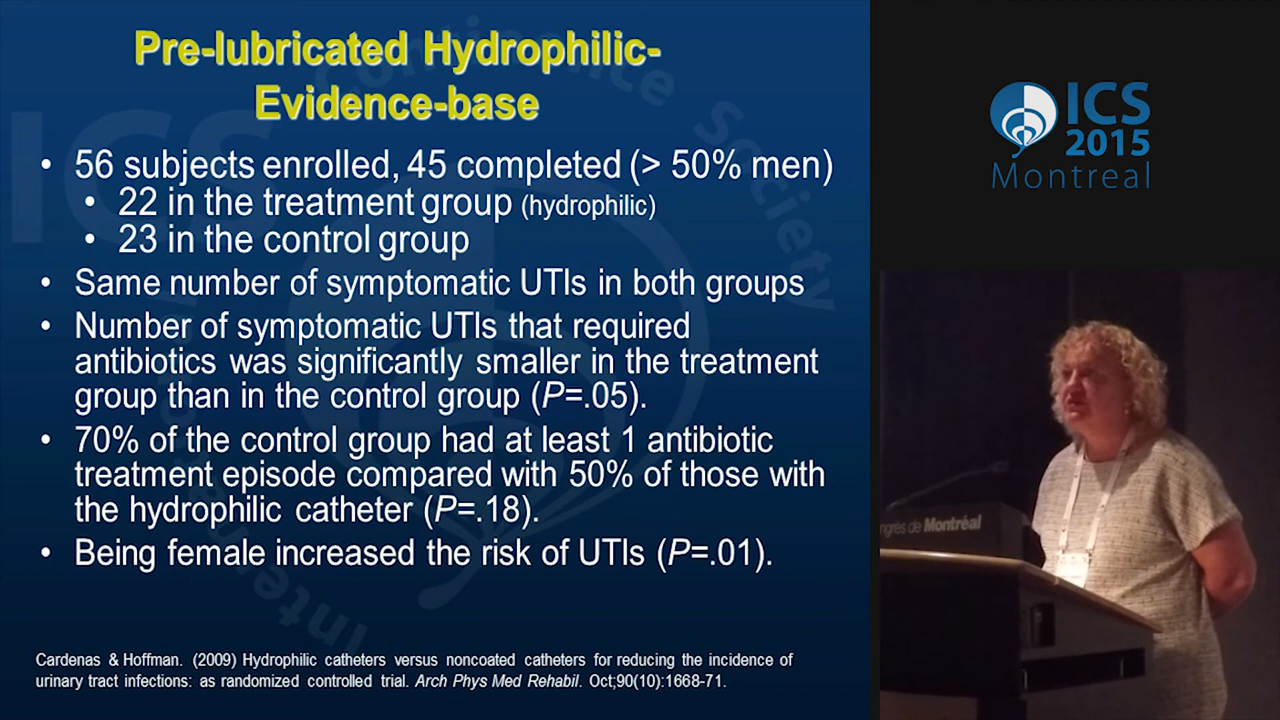 Pre-lubricated Hydrophilic-
Evidence-base
• 56 subjects enrolled, 45 completed (> 50% men)
• 22 in the treatment group (hydrophilic)
• 23 in the control group
• Same number of symptomatic UTIs in both groups
• Number of symptomatic UTIs that required
antibiotics was significantly smaller in the treatment
group than in the control group (P=.05).
• 70% of the control group had at least 1 antibiotic
treatment episode compared with 50% of those with
the hydrophilic catheter (P=.18).
• Being female increased the risk of UTIs (P=.01).
Cardenas & Hoffman. (2009) Hydrophilic catheters versus noncoated catheters for reducing the incidence of
urinary tract infections: as randomized controlled trial. Arch Phys Med Rehabil. Oct;90(10):1668-71.
ICS
2015
Montreal
ngrès de Montréal
ICS
Society